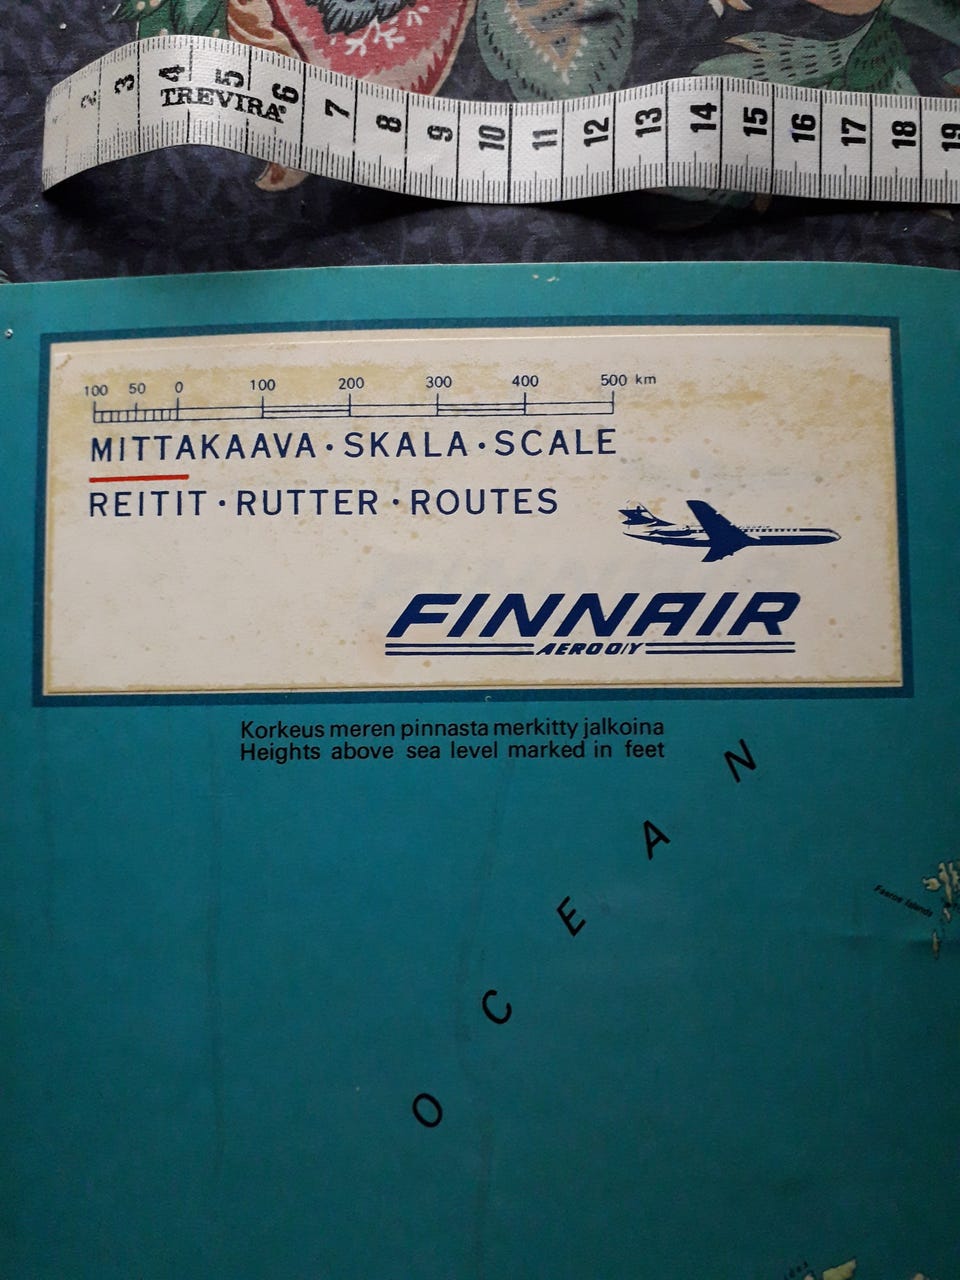 2 3 4 5 6 7 8 9 10 11 12 13 14 15 16 17 18 19
TREVIRA®
100 50 0 100 200 300 400 500 km
MITTAKAAVA · SKALA · SCALE
REITIT · RUTTER · ROUTES
FINNAIR
AERO O/Y
Korkeus meren pinnasta merkitty jalkoina
Heights above sea level marked in feet
OCEAN
Faeroe Islands